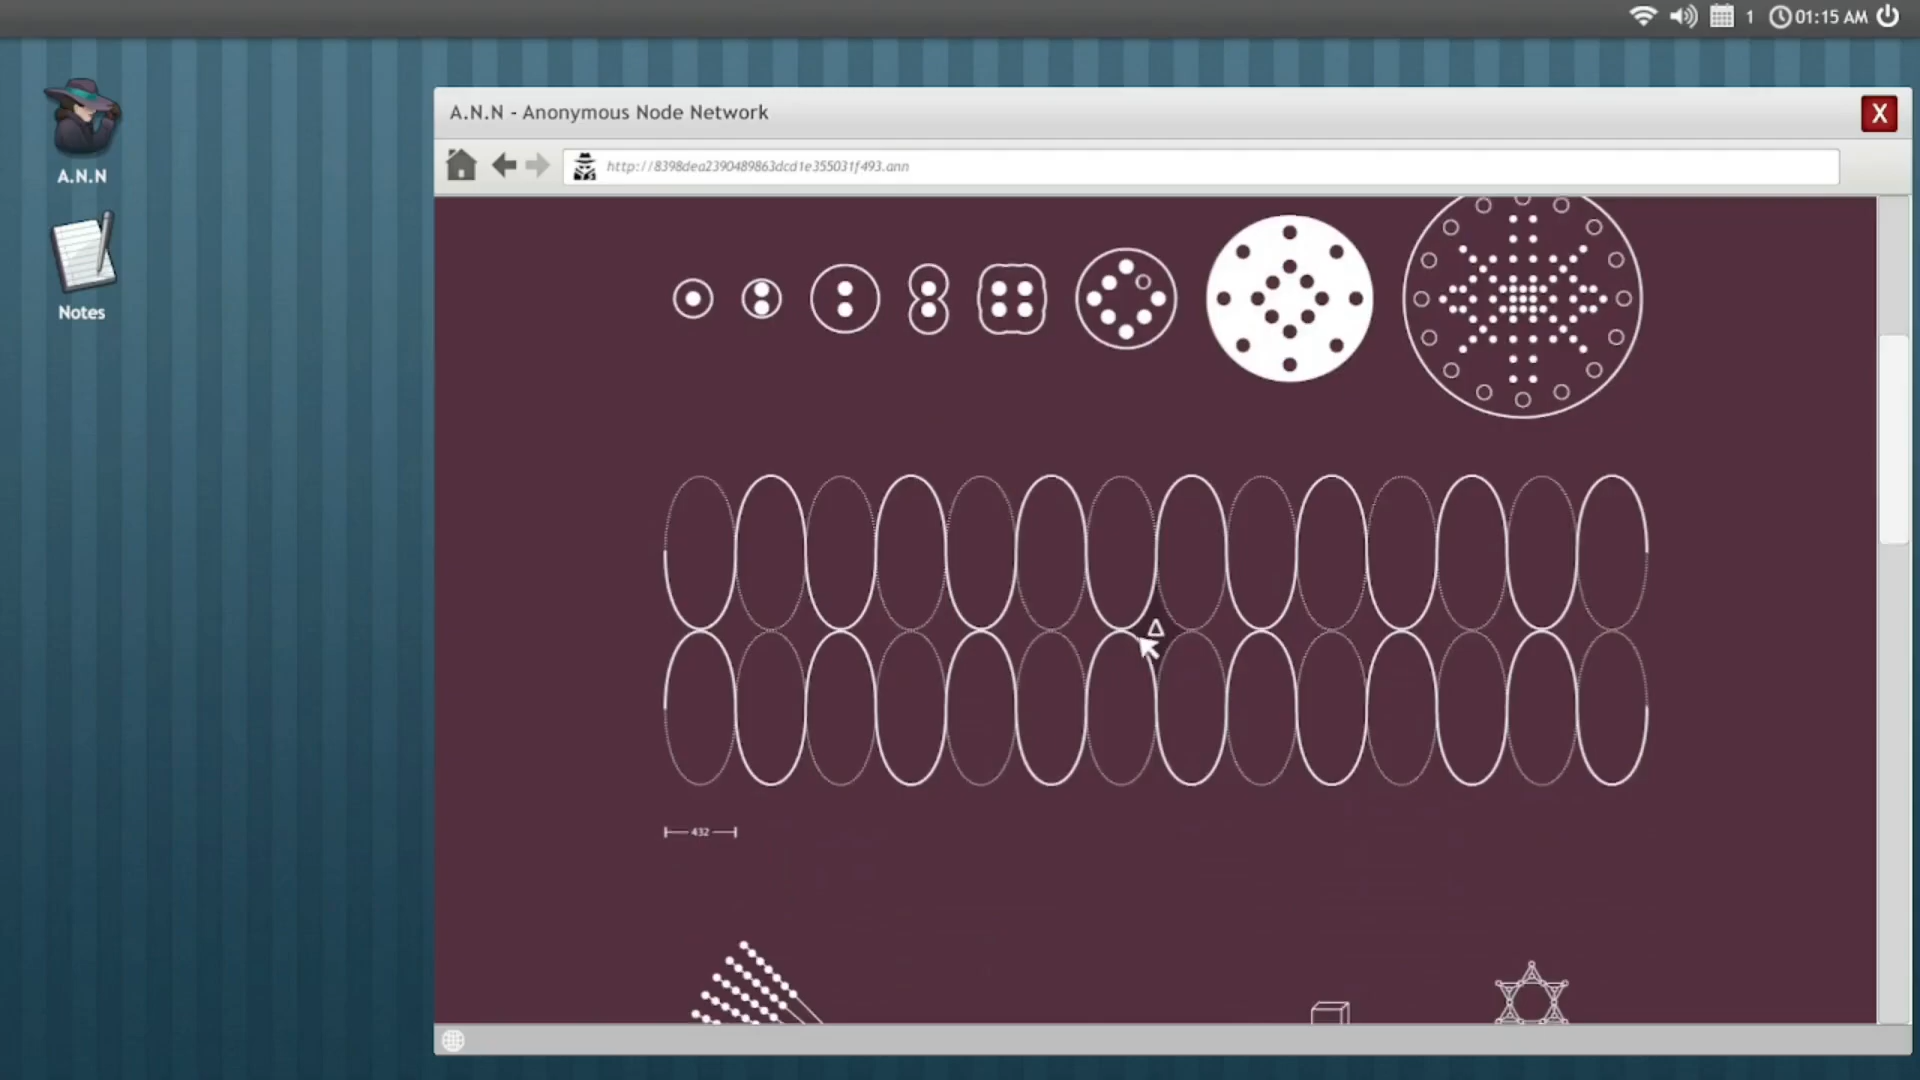 1 01:15 AM
A.N.N - Anonymous Node Network
X
http://8398dea2390489863dcd1e355031f493.ann
A.N.N
Notes
432